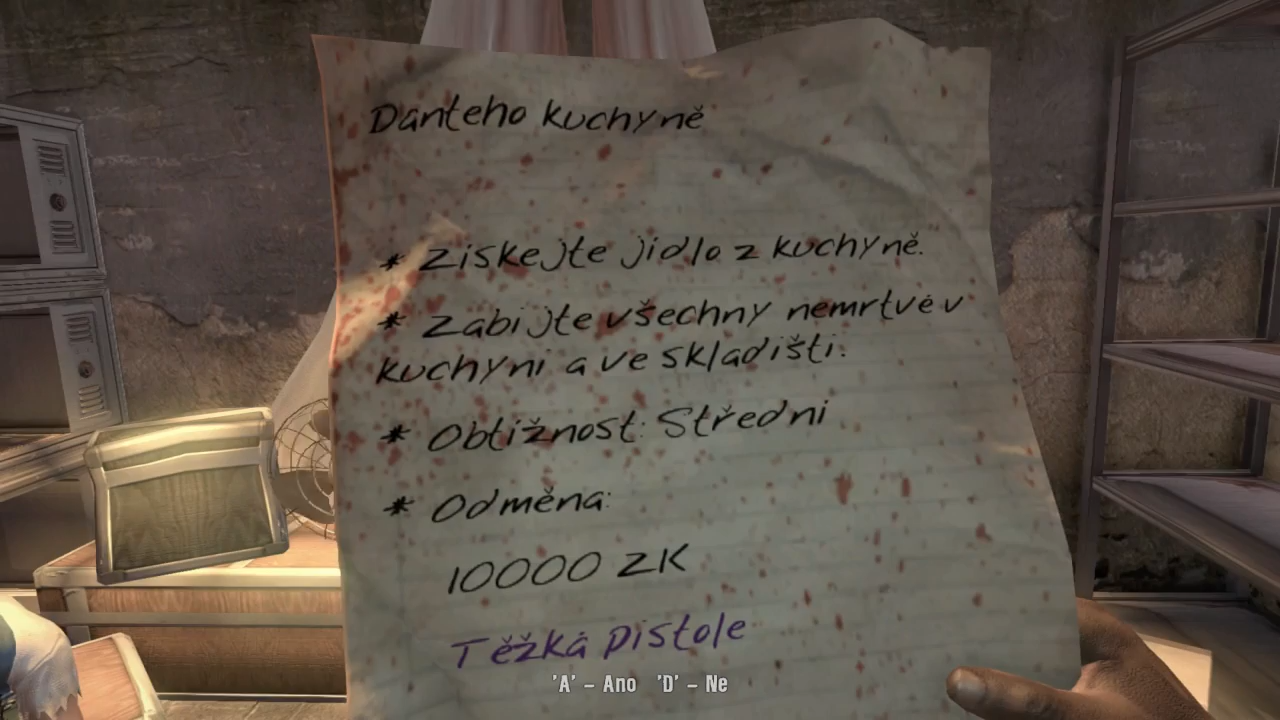 Danteho kuchyně
* Získejte jídlo z kuchyně.
* Zabijte všechny nemrtvé v
kuchyni a ve skladišti.
* Obtížnost: Střední
* Odměna:
10000 ZK
Těžká pistole
'A' - Ano 'D' - Ne